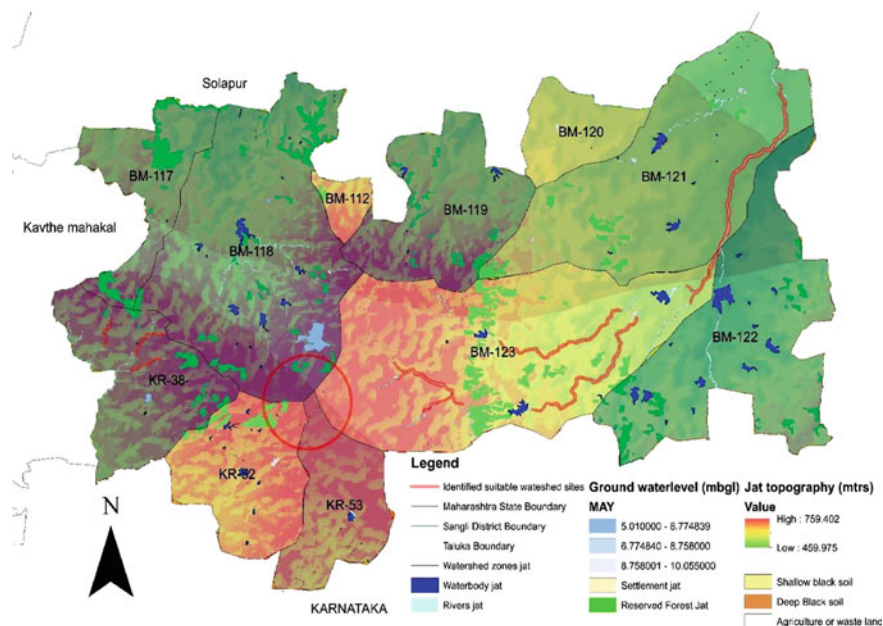 Solapur
BM-120
BM-117
BM-121
BM-112
BM-119
Kavthe mahakal
BM-118
BM-122
BM-123
KR-38
KR-52
KR-53
N
KARNATAKA
Legend
Identified suitable wateshed sites
Maharashtra State Boundary
Sangli District Boundary
Taluka Boundary
Watershed zones jat
Waterbody jat
Rivers jat
Ground waterlevel (mbgl)
MAY
5.010000 - 6.774839
6.774840 - 8.758000
8.758001 - 10.055000
Settlement jat
Reserved Forest Jat
Jat topography (mtrs)
Value
High : 759.402
Low : 459.975
Shallow black soil
Deep Black soil
Agriculture or waste land